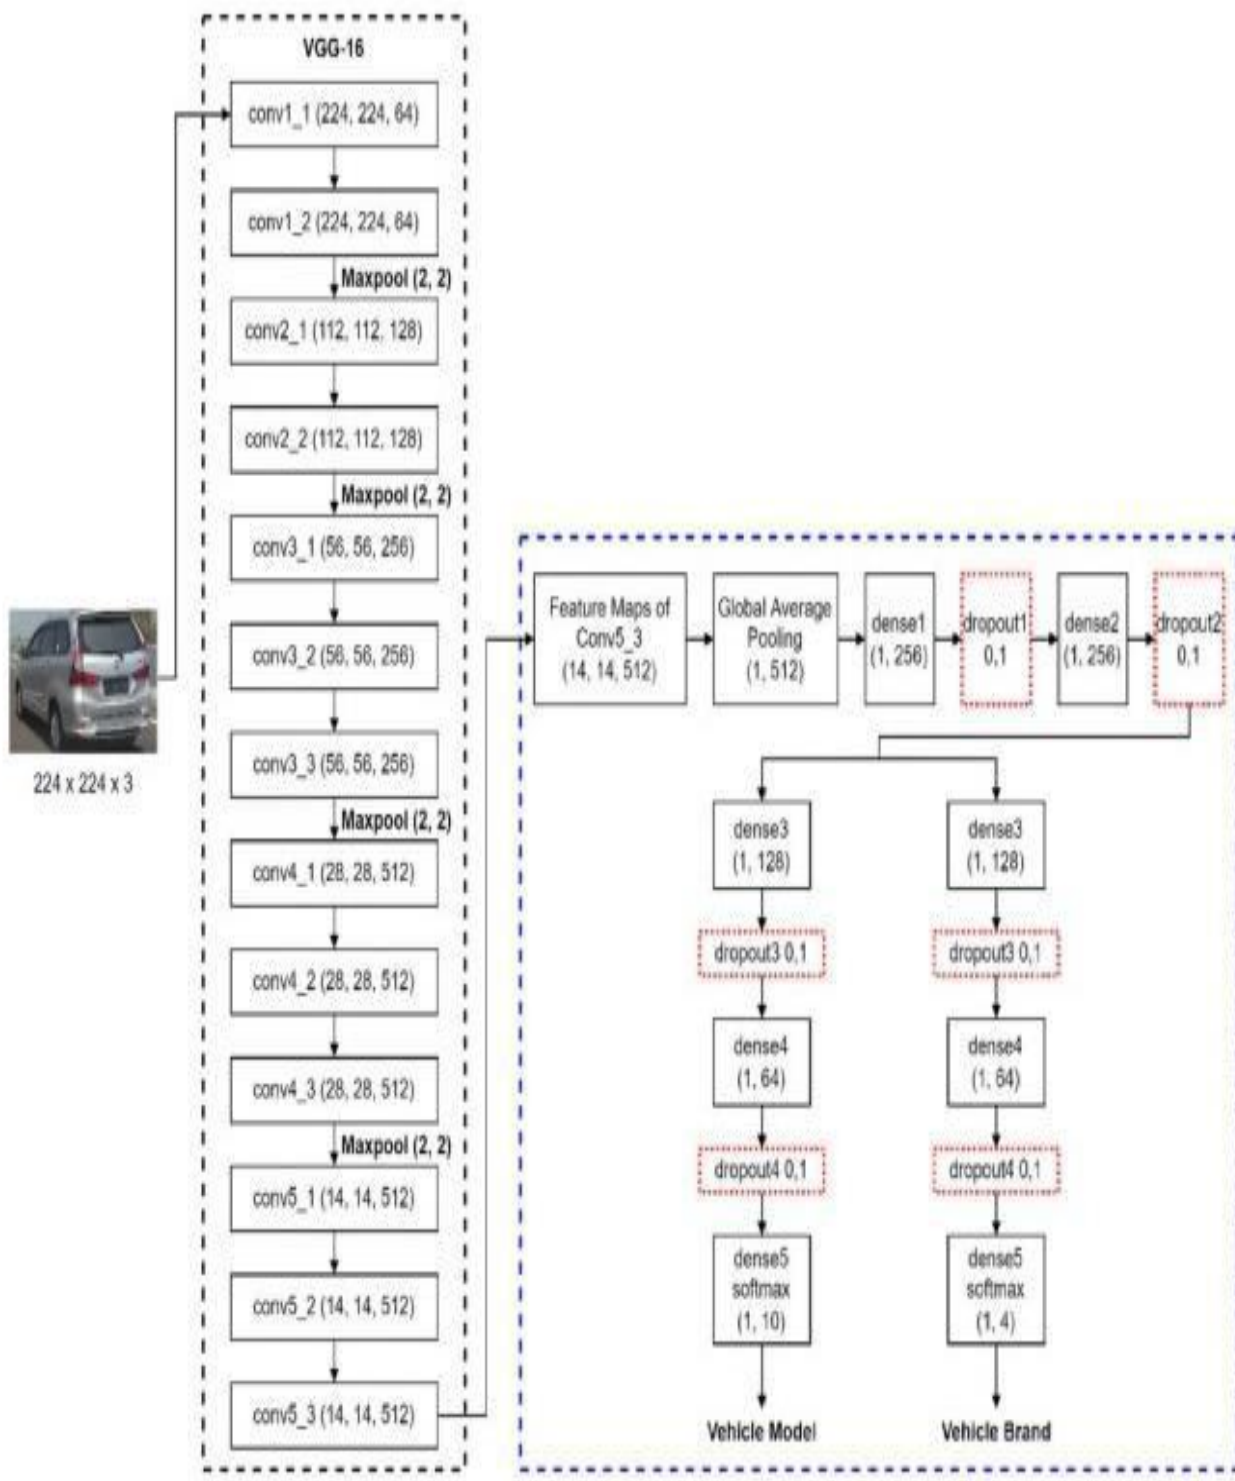 VGG-16
conv1_1 (224, 224, 64)
conv1_2 (224, 224, 64)
Maxpool (2, 2)
conv2_1 (112, 112, 128)
conv2_2 (112, 112, 128)
Maxpool (2, 2)
conv3_1 (56, 56, 256)
conv3_2 (56, 56, 256)
conv3_3 (56, 56, 256)
Maxpool (2, 2)
conv4_1 (28, 28, 512)
conv4_2 (28, 28, 512)
conv4_3 (28, 28, 512)
Maxpool (2, 2)
conv5_1 (14, 14, 512)
conv5_2 (14, 14, 512)
conv5_3 (14, 14, 512)
224 x 224 x 3
Feature Maps of
Conv5_3
(14, 14, 512)
Global Average
Pooling
(1, 512)
dense1
(1, 256)
dropout1
0,1
dense2
(1, 256)
dropout2
0,1
dense3
(1, 128)
dropout3 0,1
dense4
(1, 64)
dropout4 0,1
dense5
softmax
(1, 10)
Vehicle Model
dense3
(1, 128)
dropout3 0,1
dense4
(1, 64)
dropout4 0,1
dense5
softmax
(1, 4)
Vehicle Brand